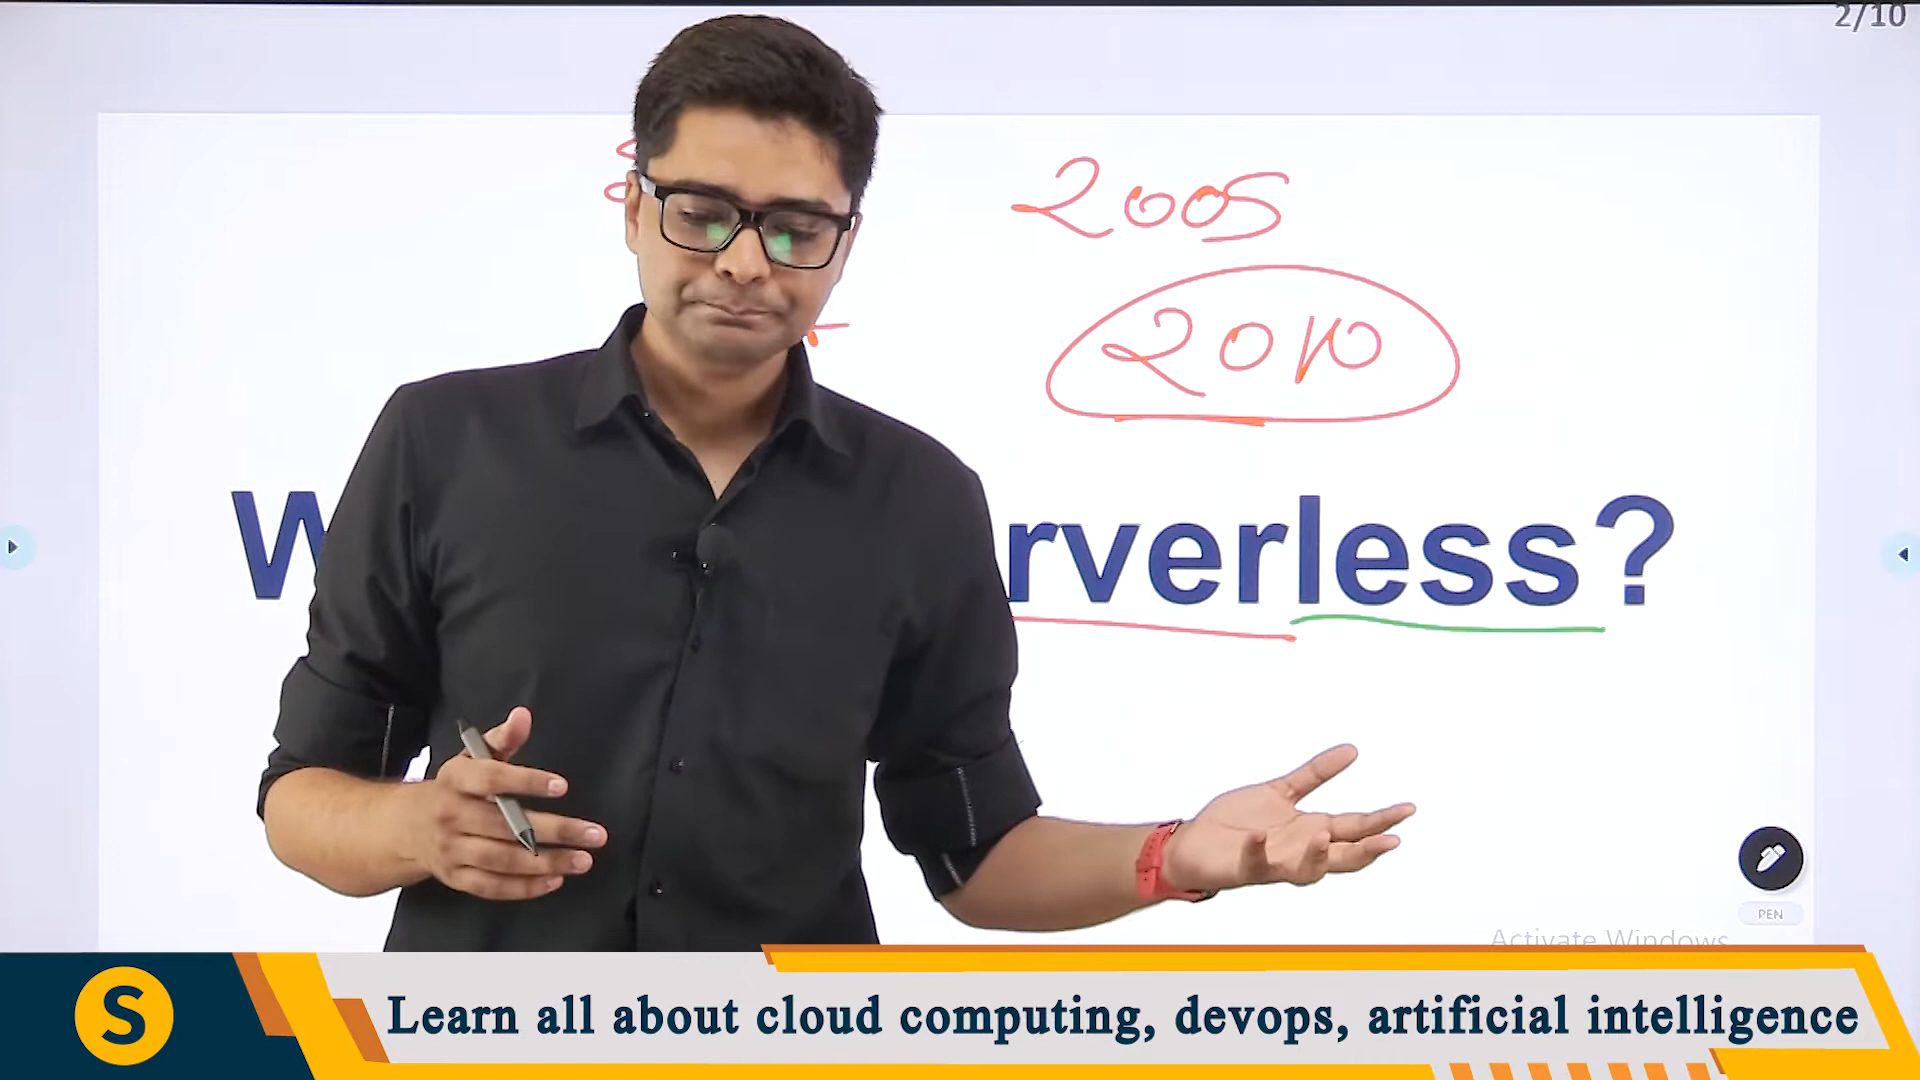 2/10
2005
2010
W rverless?
PEN
Activate Windows
S
Learn all about cloud computing, devops, artificial intelligence